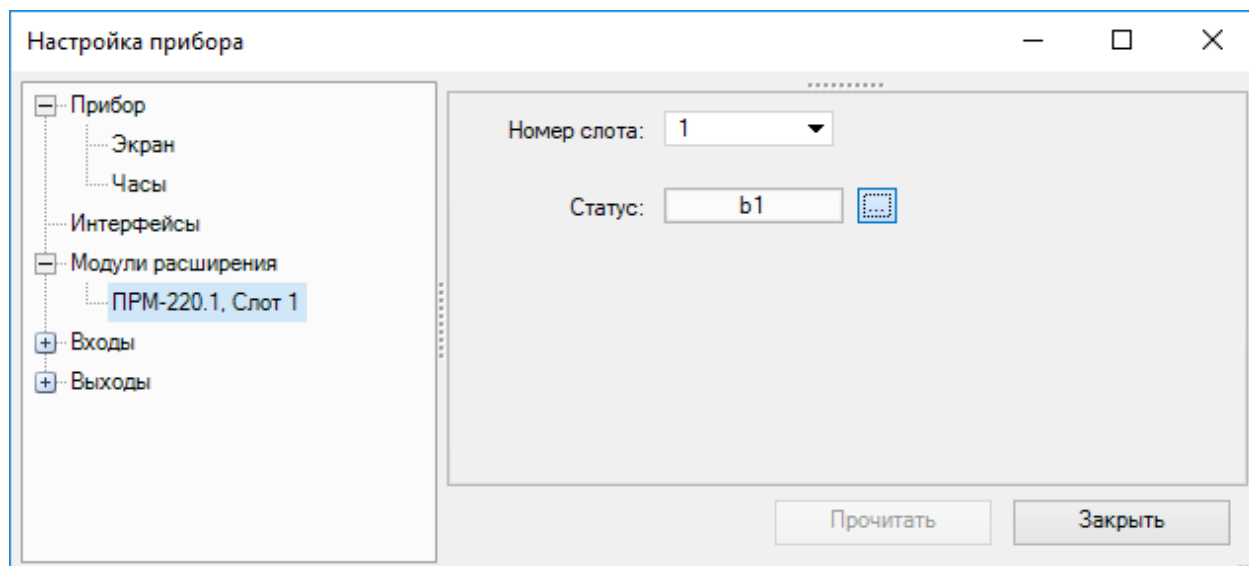 Настройка прибора
Прибор
Экран
Часы
Интерфейсы
Модули расширения
ПРМ-220.1, Слот 1
Входы
Выходы
Номер слота: 1
Статус: b1 ...
Прочитать Закрыть